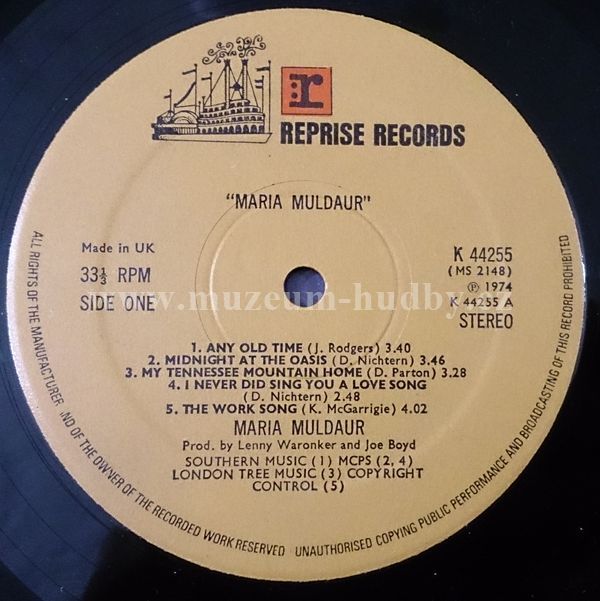 r
REPRISE RECORDS
"MARIA MULDAUR"
Made in UK
33⅓ RPM
SIDE ONE
K 44255
(MS 2148)
℗ 1974
K 44255 A
STEREO
1. ANY OLD TIME (J. Rodgers) 3.40
2. MIDNIGHT AT THE OASIS (D. Nichtern) 3.46
3. MY TENNESSEE MOUNTAIN HOME (D. Parton) 3.28
4. I NEVER DID SING YOU A LOVE SONG
(D. Nichtern) 2.48
5. THE WORK SONG (K. McGarrigie) 4.02
MARIA MULDAUR
Prod. by Lenny Waronker and Joe Boyd
SOUTHERN MUSIC (1) MCPS (2, 4)
LONDON TREE MUSIC (3) COPYRIGHT
CONTROL (5)
ALL RIGHTS OF THE MANUFACTURER AND OF THE OWNER OF THE RECORDED WORK RESERVED · UNAUTHORISED COPYING PUBLIC PERFORMANCE AND BROADCASTING OF THIS RECORD PROHIBITED